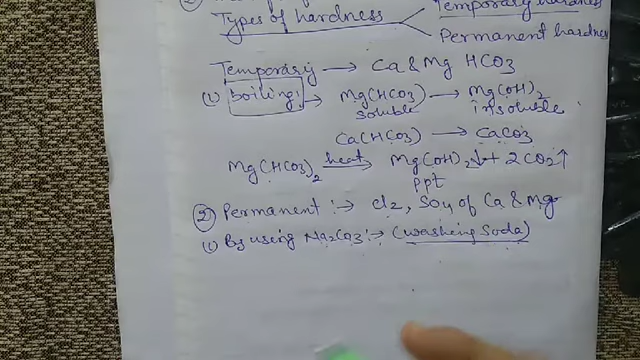 Types of hardness
Temporary hardness
Permanent hardness
Temporary → Ca & Mg HCO3
(1) boiling: → Mg(HCO3) → Mg(OH)2
soluble insoluble
Ca(HCO3) → CaCO3
Mg(HCO3)2 heat→ Mg(OH)2↓ + 2CO2↑
ppt
(2) Permanent :→ Cl2, SO4 of Ca & Mg
(1) By using Na2CO3 :→ (washing Soda)